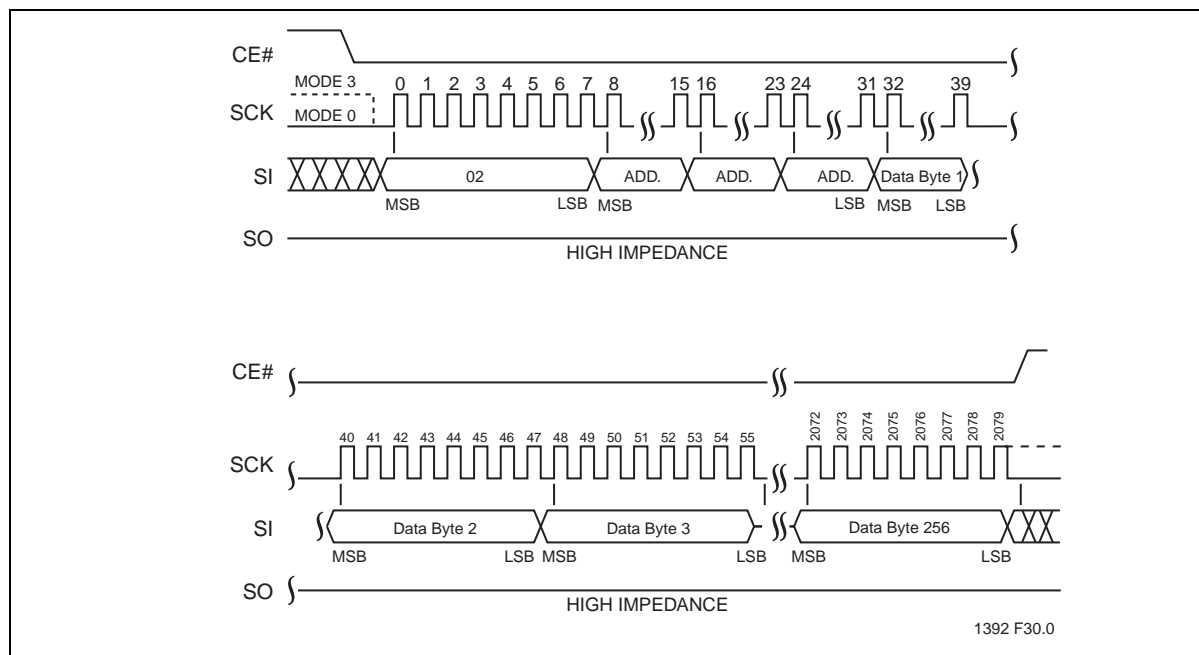 CE#
MODE 3
0 1 2 3 4 5 6 7 8 15 16 23 24 31 32 39
SCK
MODE 0
SI
02 ADD. ADD. ADD. Data Byte 1
MSB LSB MSB LSB MSB LSB
SO
HIGH IMPEDANCE
CE#
40 41 42 43 44 45 46 47 48 49 50 51 52 53 54 55 2072 2073 2074 2075 2076 2077 2078 2079
SCK
SI
Data Byte 2 Data Byte 3 Data Byte 256
MSB LSB MSB LSB MSB LSB
SO
HIGH IMPEDANCE
1392 F30.0